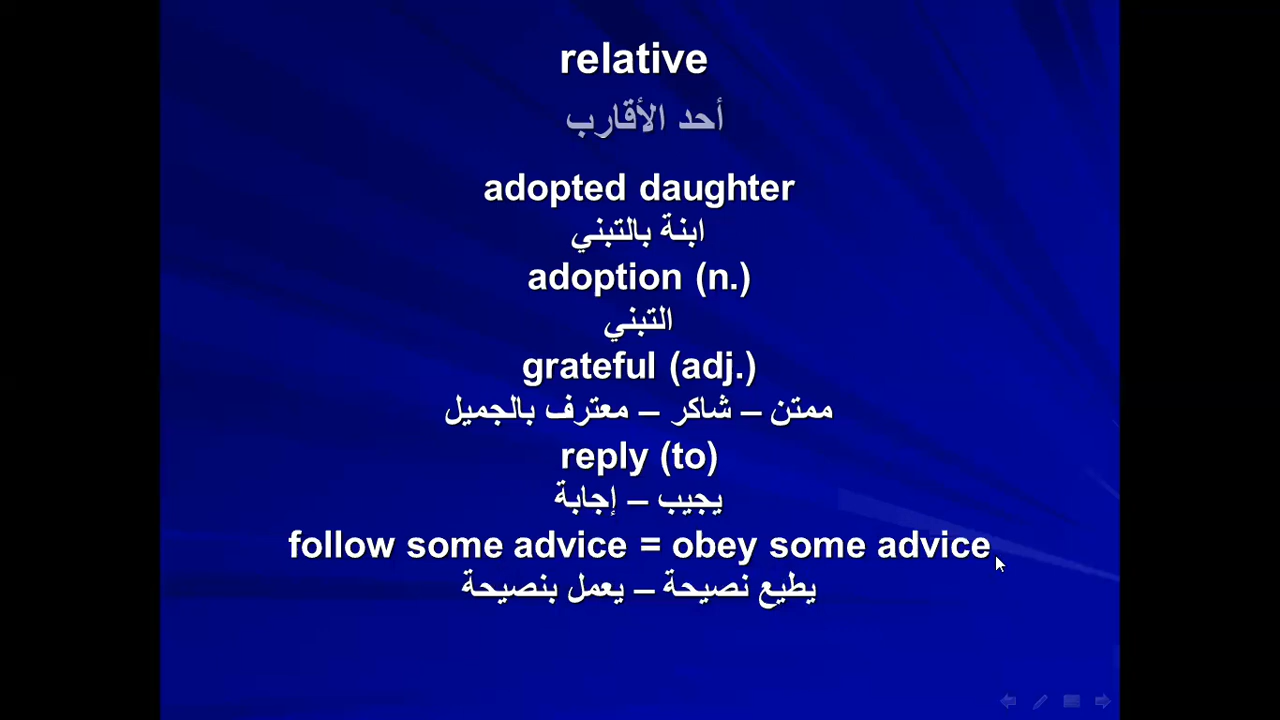 relative
أحد الأقارب
adopted daughter
ابنة بالتبني
adoption (n.)
التبني
grateful (adj.)
ممتن – شاكر – معترف بالجميل
reply (to)
يجيب – إجابة
follow some advice = obey some advice
يطيع نصيحة – يعمل بنصيحة